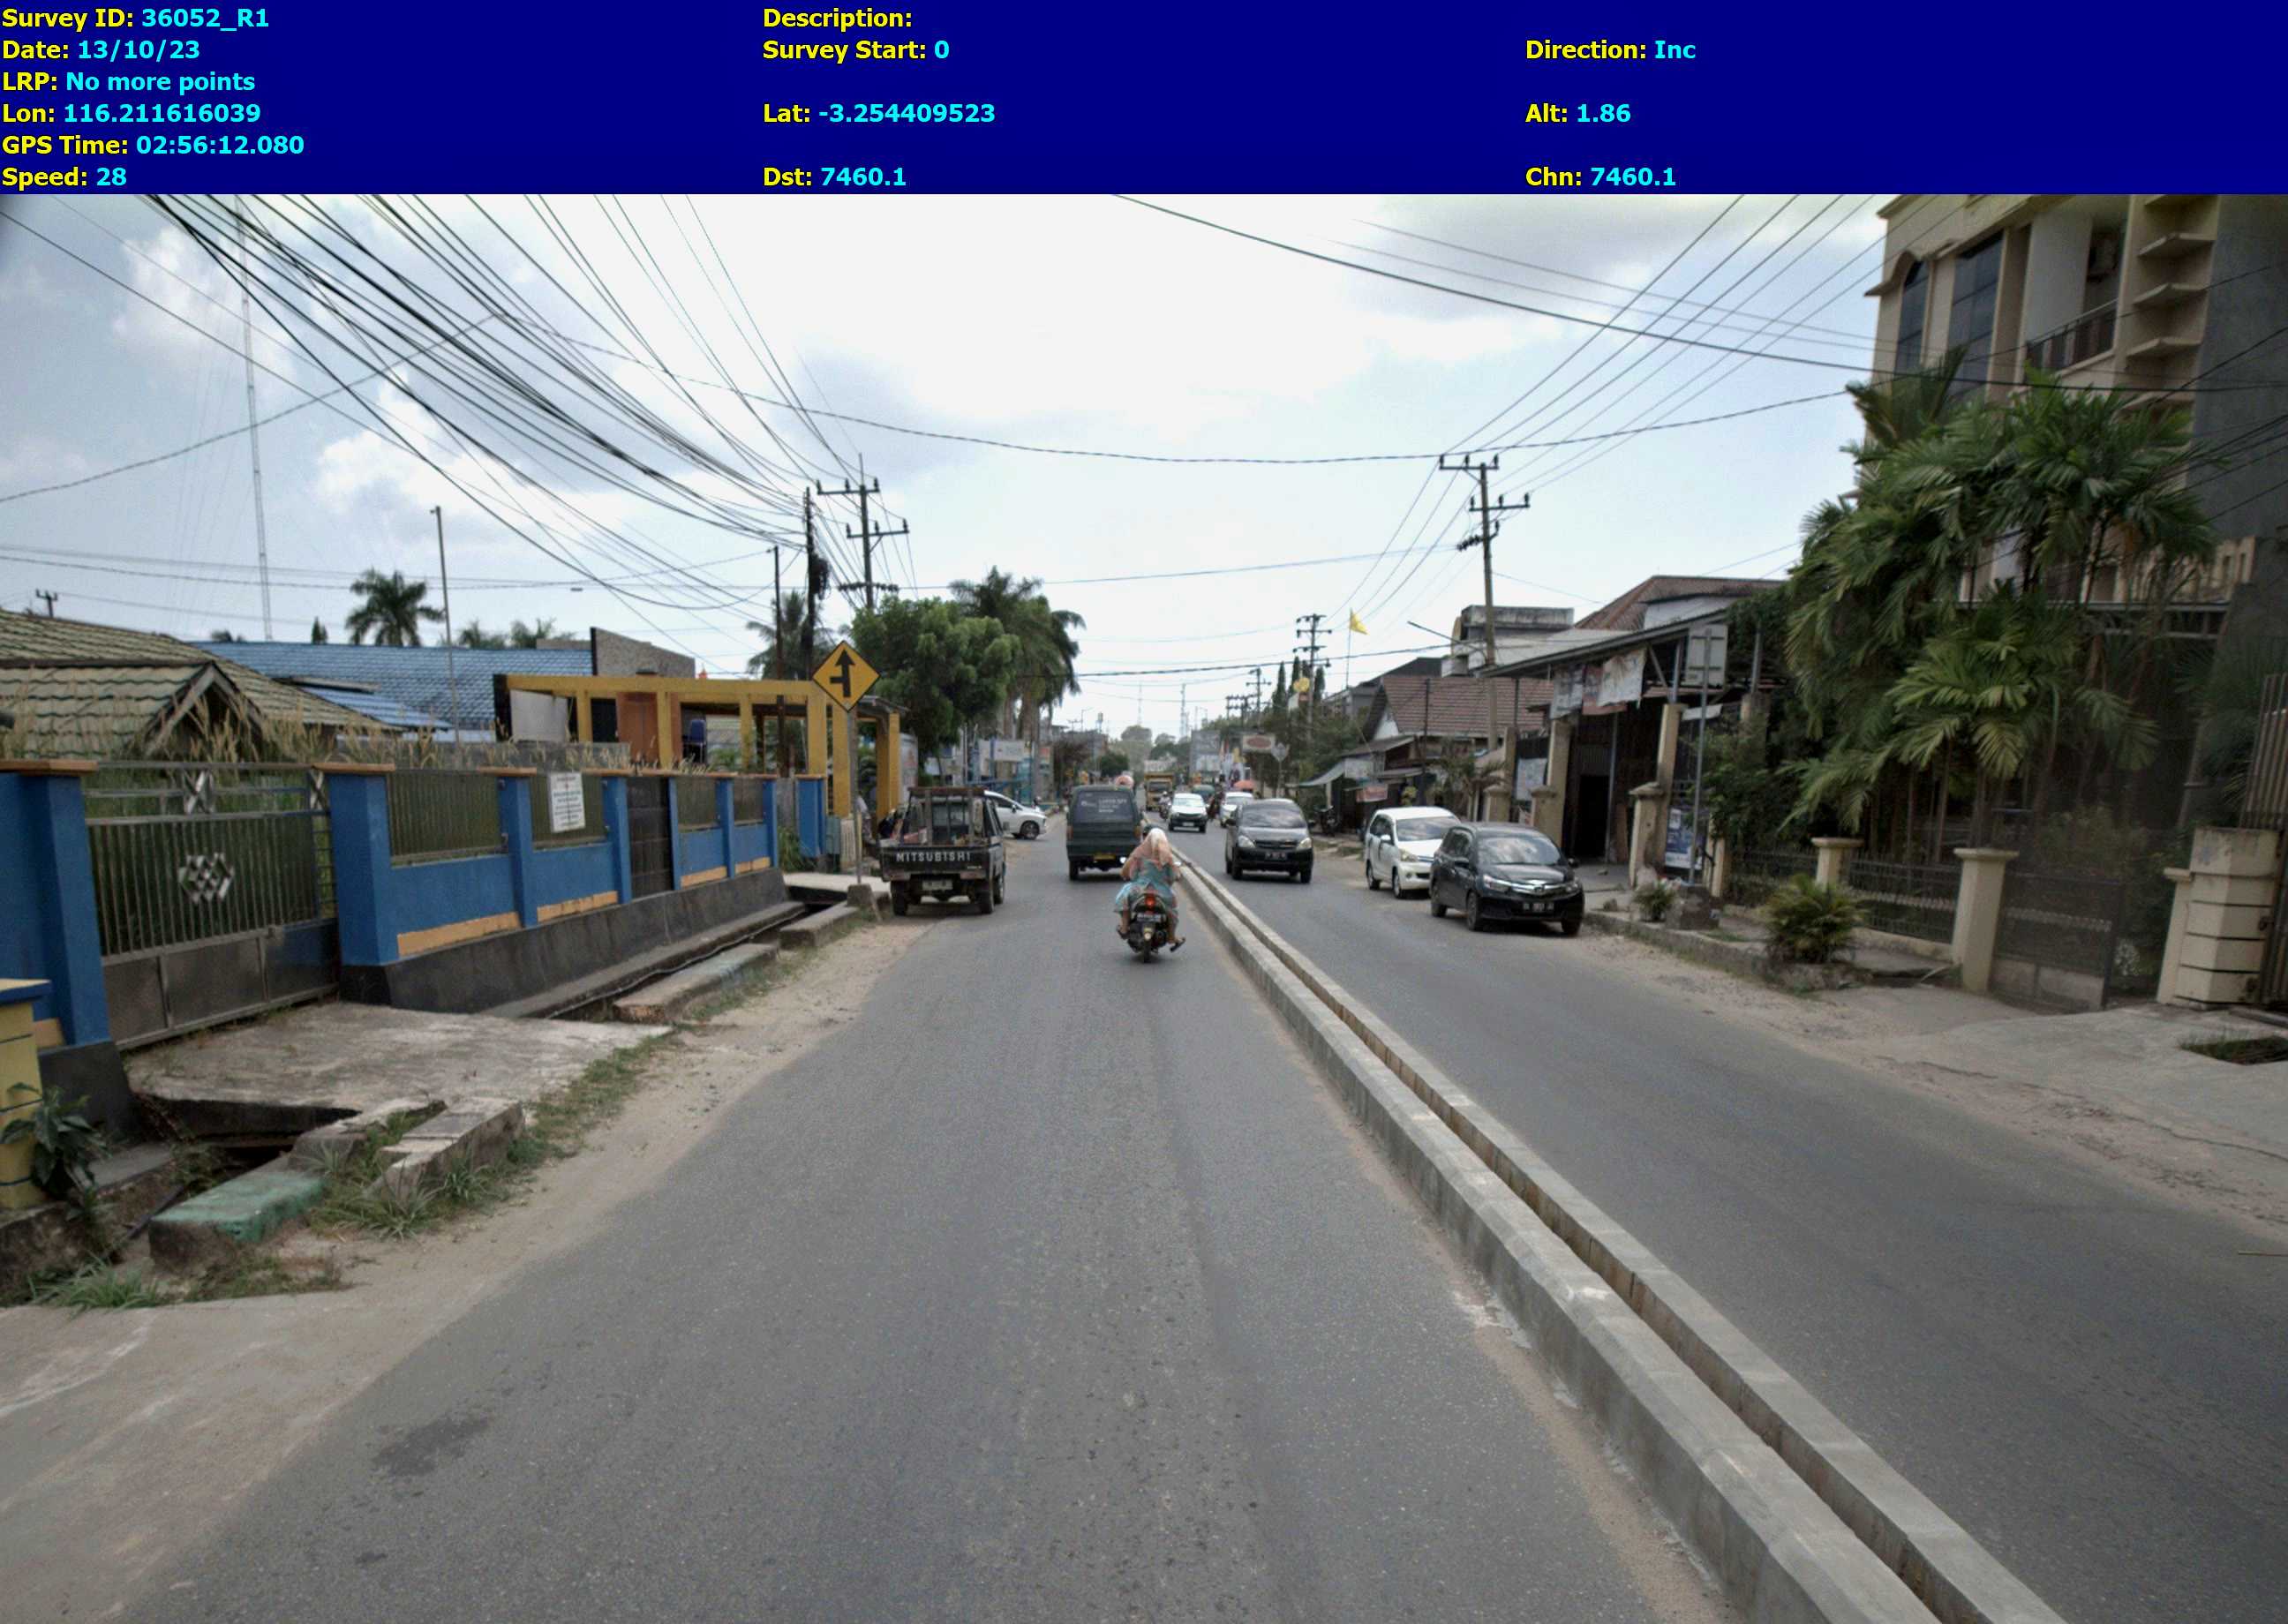 Survey ID: 36052_R1
Description:
Date: 13/10/23
Survey Start: 0
Direction: Inc
LRP: No more points
Lon: 116.211616039
Lat: -3.254409523
Alt: 1.86
GPS Time: 02:56:12.080
Speed: 28
Dst: 7460.1
Chn: 7460.1
MITSUBISHI